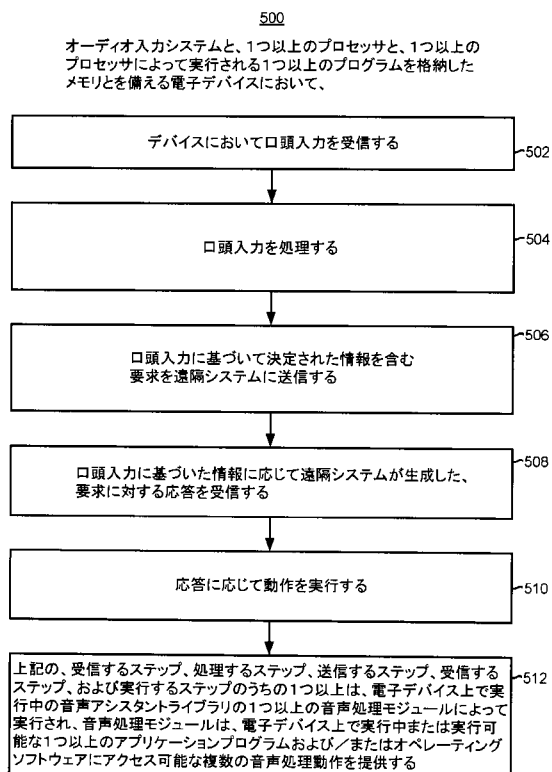 500
オーディオ入力システムと、1つ以上のプロセッサと、1つ以上の
プロセッサによって実行される1つ以上のプログラムを格納した
メモリとを備える電子デバイスにおいて、
デバイスにおいて口頭入力を受信する
502
口頭入力を処理する
504
506
口頭入力に基づいて決定された情報を含む
要求を遠隔システムに送信する
508
口頭入力に基づいた情報に応じて遠隔システムが生成した、
要求に対する応答を受信する
応答に応じて動作を実行する
510
512
上記の、受信するステップ、処理するステップ、送信するステップ、受信する
ステップ、および実行するステップのうちの1つ以上は、電子デバイス上で実
行中の音声アシスタントライブラリの1つ以上の音声処理モジュールによって
実行され、音声処理モジュールは、電子デバイス上で実行中または実行可
能な1つ以上のアプリケーションプログラムおよび/またはオペレーティング
ソフトウェアにアクセス可能な複数の音声処理動作を提供する